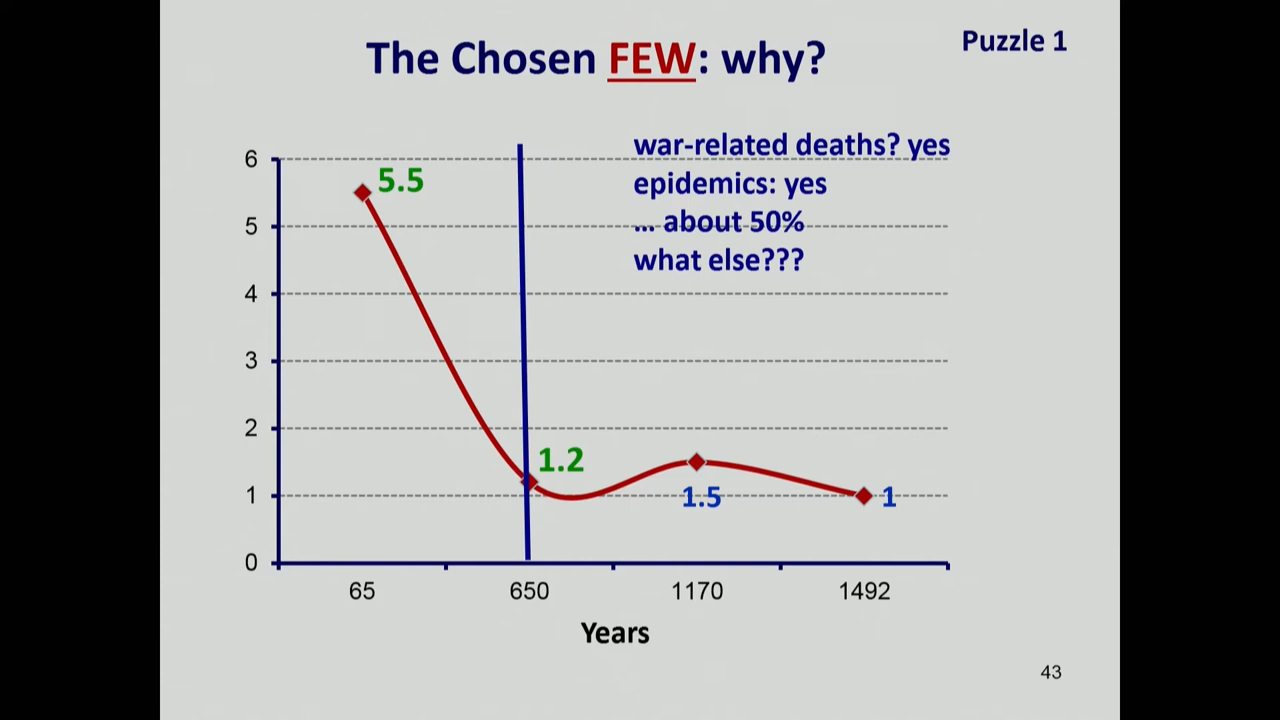 Puzzle 1
The Chosen FEW: why?
war-related deaths? yes
epidemics: yes
... about 50%
what else???
6
5
4
3
2
1
0
5.5
1.2
1.5
1
65 650 1170 1492
Years
43